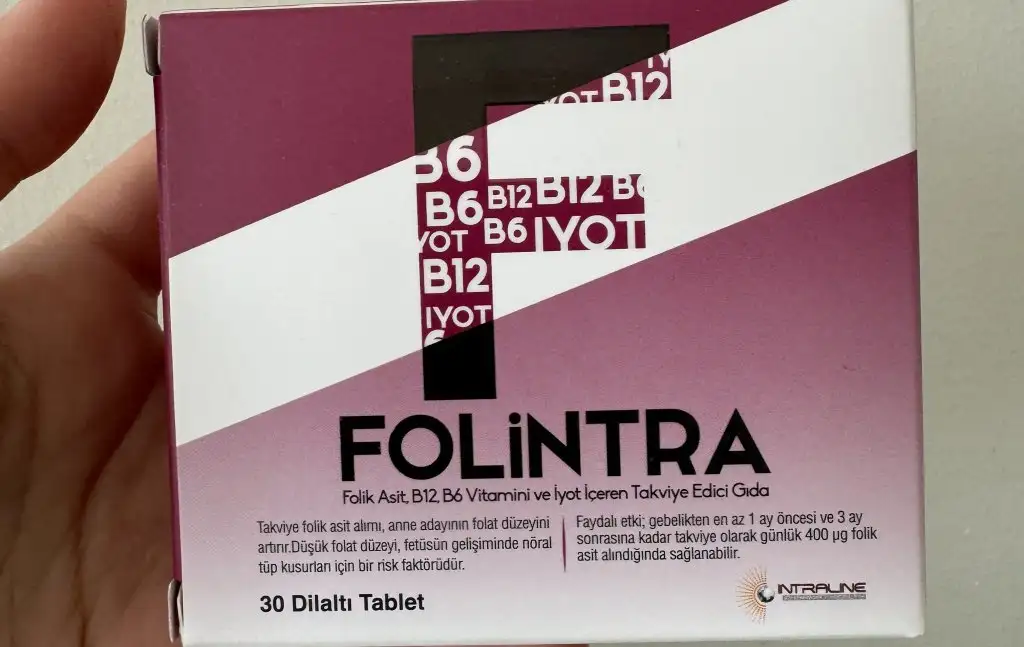 IY
IYOT B12
B6
B6 B12 B12 B6
YOT B6 IYOT
B12
IYOT
6
FOLiNTRA
Folik Asit, B12, B6 Vitamini ve İyot İçeren Takviye Edici Gıda
Takviye folik asit alımı, anne adayının folat düzeyini
artırır.Düşük folat düzeyi, fetüsün gelişiminde nöral
tüp kusurları için bir risk faktörüdür.
Faydalı etki; gebelikten en az 1 ay öncesi ve 3 ay
sonrasına kadar takviye olarak günlük 400 µg folik
asit alındığında sağlanabilir.
30 Dilaltı Tablet
INTRALINE